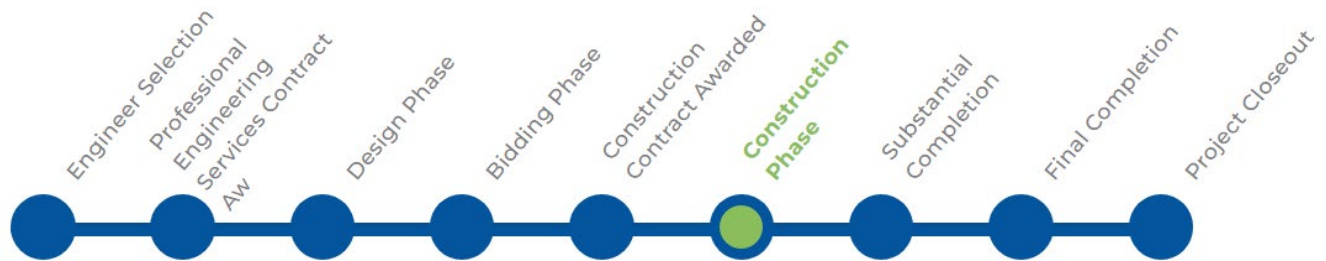 Engineer Selection
Professional
Engineering
Services Contract
Aw
Design Phase
Bidding Phase
Construction
Contract Awarded
Construction
Phase
Substantial
Completion
Final Completion
Project Closeout